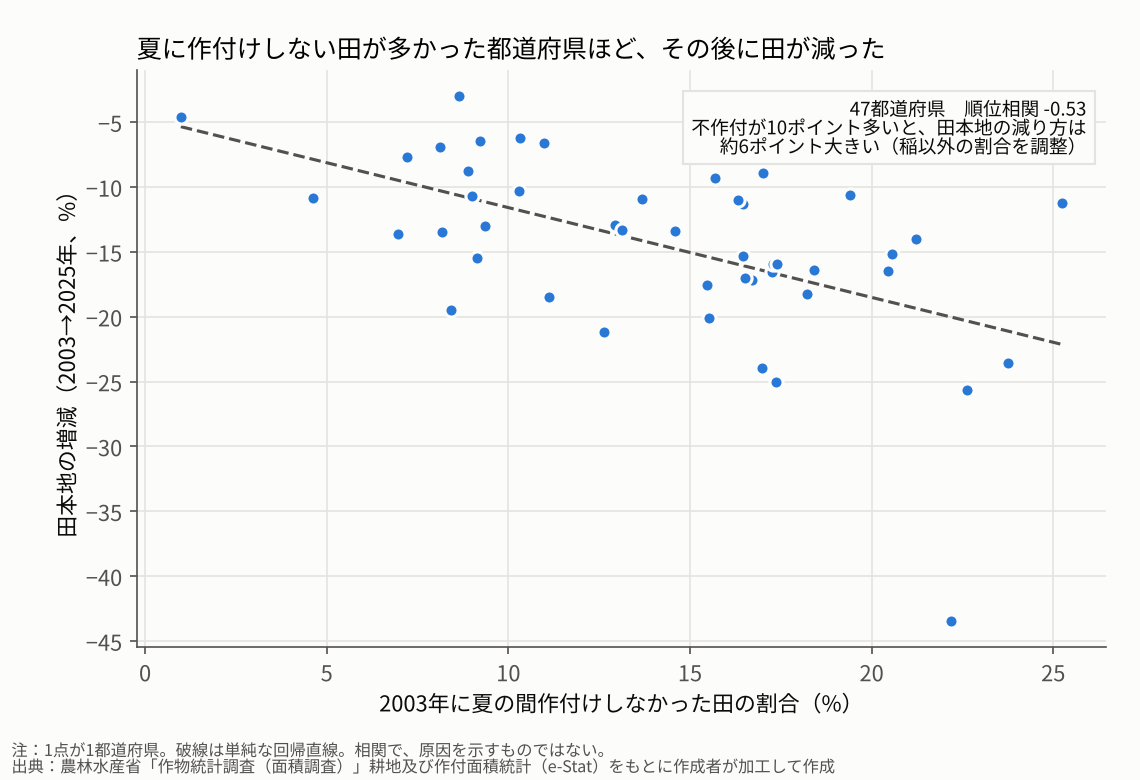 夏に作付けしない田が多かった都道府県ほど、その後に田が減った
47都道府県　順位相関 -0.53
不作付が10ポイント多いと、田本地の減り方は
約6ポイント大きい（稲以外の割合を調整）
田本地の増減（2003→2025年、%）
−5
−10
−15
−20
−25
−30
−35
−40
−45
0
5
10
15
20
25
2003年に夏の間作付けしなかった田の割合（%）
注：1点が1都道府県。破線は単純な回帰直線。相関で、原因を示すものではない。
出典：農林水産省「作物統計調査（面積調査）」耕地及び作付面積統計（e-Stat）をもとに作成者が加工して作成